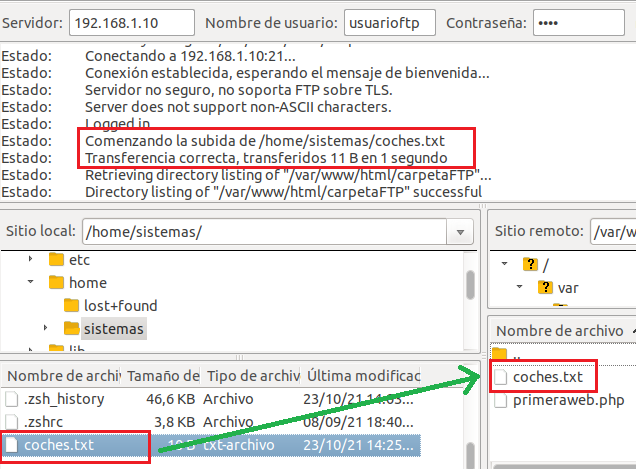 Servidor: 192.168.1.10 Nombre de usuario: usuarioftp Contraseña: ••••
Estado: Conectando a 192.168.1.10:21...
Estado: Conexión establecida, esperando el mensaje de bienvenida...
Estado: Servidor no seguro, no soporta FTP sobre TLS.
Estado: Server does not support non-ASCII characters.
Estado: Logged in
Estado: Comenzando la subida de /home/sistemas/coches.txt
Estado: Transferencia correcta, transferidos 11 B en 1 segundo
Estado: Retrieving directory listing of "/var/www/html/carpetaFTP"...
Estado: Directory listing of "/var/www/html/carpetaFTP" successful
Sitio local: /home/sistemas/
etc
home
lost+found
sistemas
lib
Sitio remoto: /var/w
/
var
Nombre de archiv Tamaño de Tipo de archiv Última modificac
.zsh_history 46,6 KB Archivo 23/10/21 14:03...
.zshrc 3,8 KB Archivo 08/09/21 18:40...
coches.txt txt-archivo 23/10/21 14:25...
Nombre de archivo
..
coches.txt
primeraweb.php